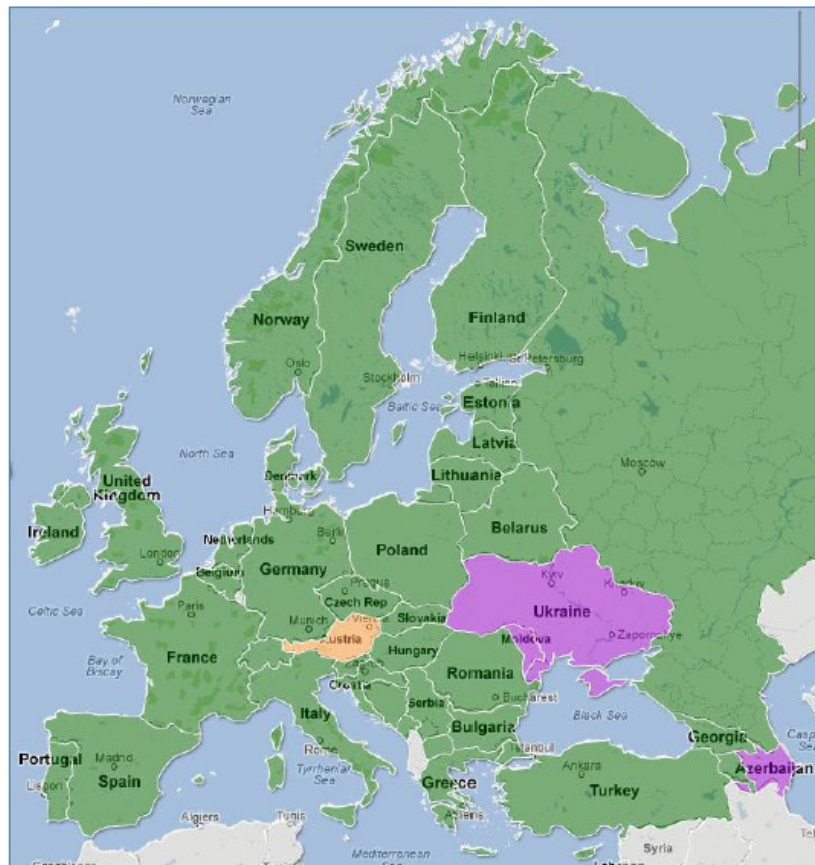 Norwegian
Sea
Sweden
Norway
Finland
Oslo
Helsinki
St Petersburg
Stockholm
Tallinn
Baltic Sea
Estonia
North Sea
Latvia
Moscow
Denmark
Lithuania
United
Kingdom
Hamburg
Belarus
Ireland
Netherlands
Berlin
Poland
London
Belgium
Germany
Kyiv
Kharkiv
Prague
Czech Rep
Celtic Sea
Paris
Ukraine
Munich
Vienna
Slovakia
Austria
Moldova
Zaporizhye
Hungary
France
Bay of
Biscay
Zagreb
Romania
Croatia
Bucharest
Serbia
Italy
Black Sea
Bulgaria
Georgia
Portugal
Madrid
Rome
Istanbul
Lisbon
Spain
Tyrrhenian
Sea
Ankara
Azerbaijan
Greece
Turkey
Athens
Algiers
Tunis
Syria
Mediterranean
Sea